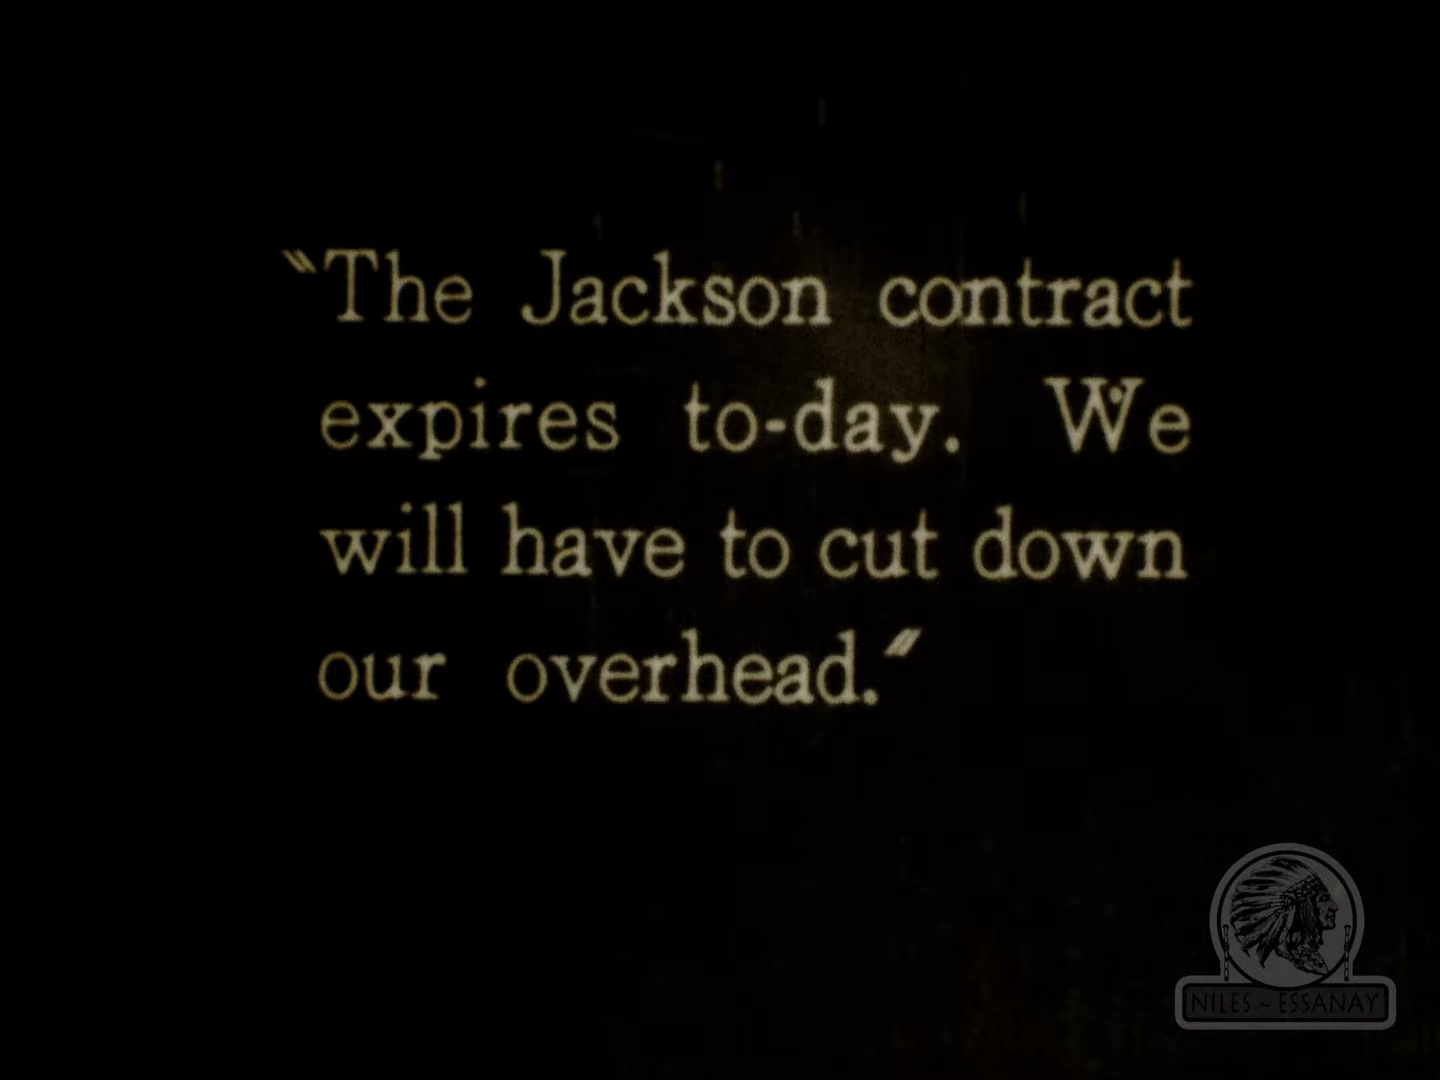 "The Jackson contract
expires to-day. We
will have to cut down
our overhead."
NILES ~ ESSANAY